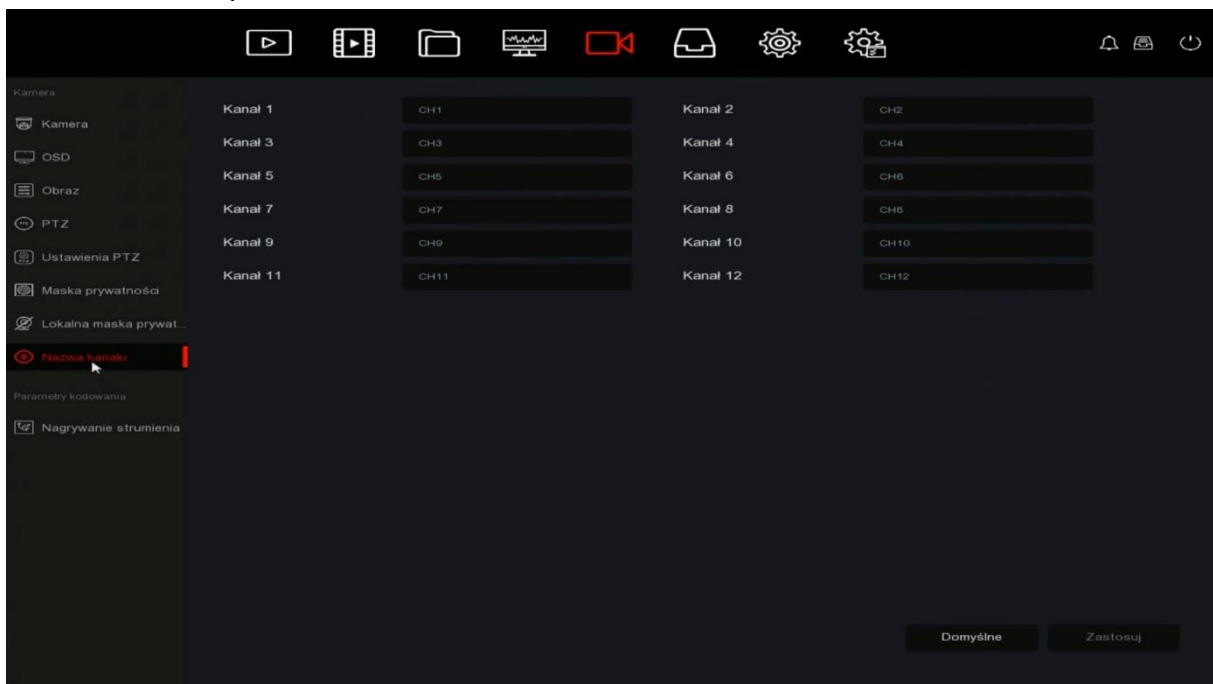 Kamera
Kamera
OSD
Obraz
PTZ
Ustawienia PTZ
Maska prywatności
Lokalna maska prywat...
Nazwa kanału
Parametry kodowania
Nagrywanie strumienia
Kanał 1 CH1 Kanał 2 CH2
Kanał 3 CH3 Kanał 4 CH4
Kanał 5 CH5 Kanał 6 CH6
Kanał 7 CH7 Kanał 8 CH8
Kanał 9 CH9 Kanał 10 CH10
Kanał 11 CH11 Kanał 12 CH12
Domyślne Zastosuj